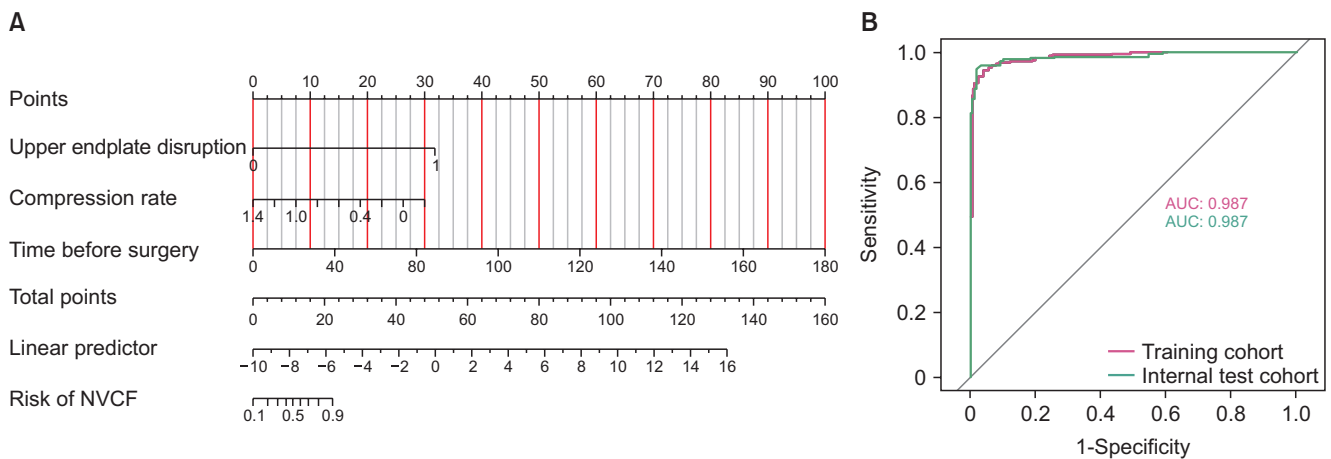 A
0 10 20 30 40 50 60 70 80 90 100
Points
Upper endplate disruption
0 1
Compression rate
1.4 1.0 0.4 0
Time before surgery
0 40 80 100 120 140 160 180
Total points
0 20 40 60 80 100 120 140 160
Linear predictor
−10 −8 −6 −4 −2 0 2 4 6 8 10 12 14 16
Risk of NVCF
0.1 0.5 0.9
B
1.0
0.8
0.6
0.4
0.2
0
Sensitivity
AUC: 0.987
AUC: 0.987
Training cohort
Internal test cohort
0 0.2 0.4 0.6 0.8 1.0
1-Specificity